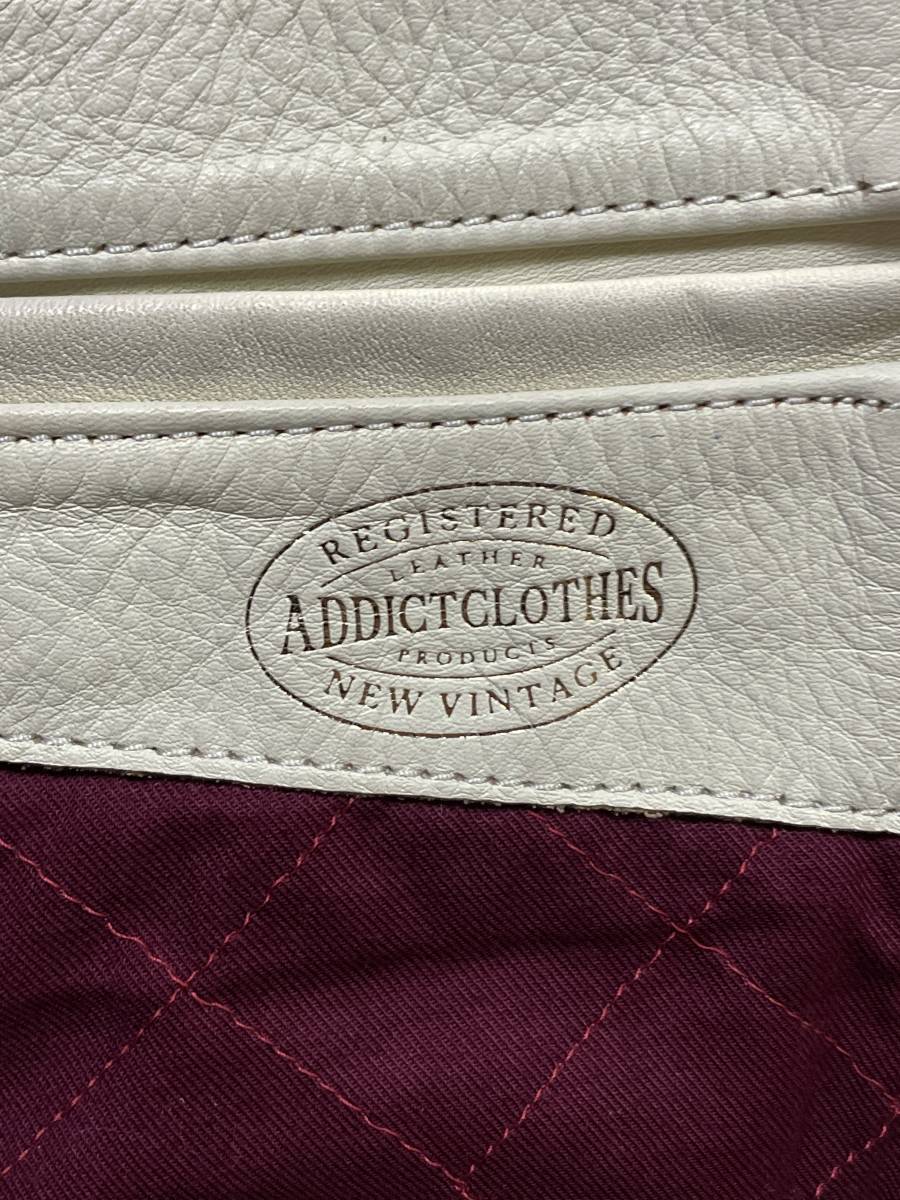 REGISTERED
LEATHER
ADDICTCLOTHES
PRODUCTS
NEW VINTAGE